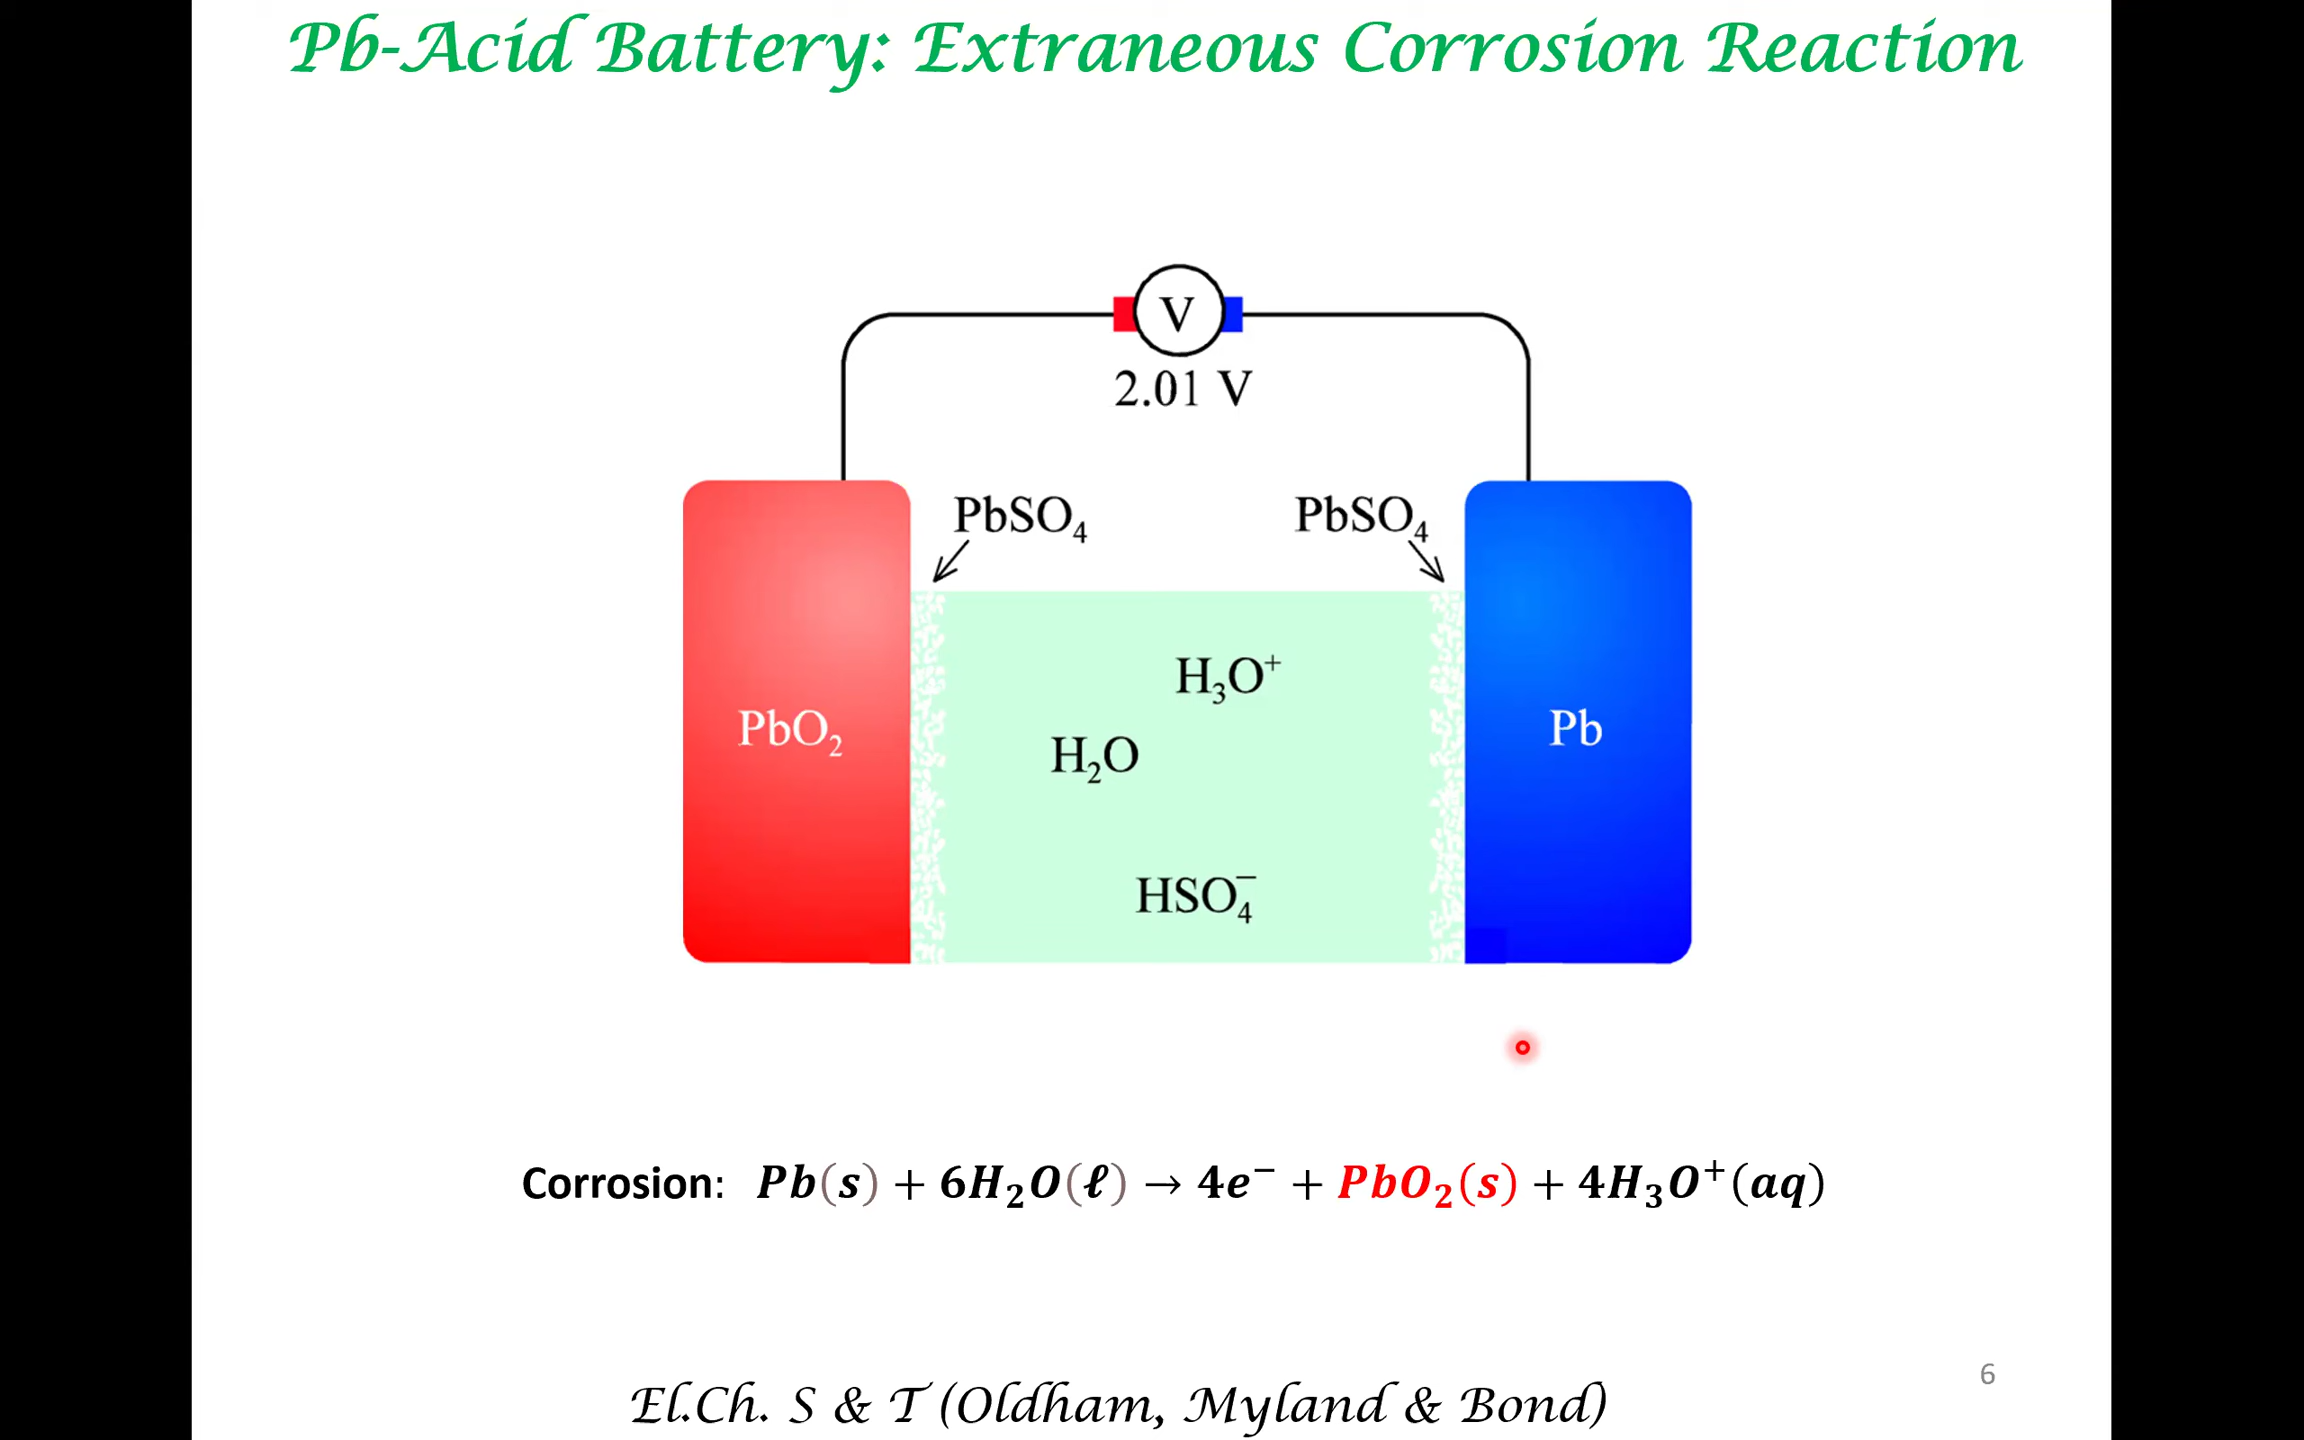 Pb-Acid Battery: Extraneous Corrosion Reaction
V
2.01 V
PbSO₄ PbSO₄
H₃O⁺
PbO₂ Pb
H₂O
HSO₄⁻
Corrosion: Pb(s) + 6H₂O(ℓ) → 4e⁻ + PbO₂(s) + 4H₃O⁺(aq)
6
El.Ch. S & T (Oldham, Myland & Bond)